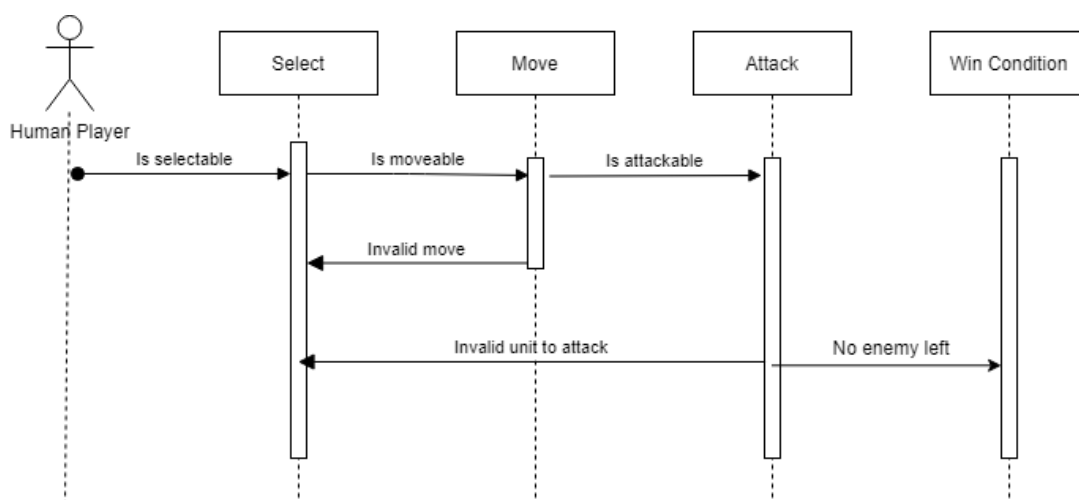 Select
Move
Attack
Win Condition
Human Player
Is selectable
Is moveable
Is attackable
Invalid move
Invalid unit to attack
No enemy left